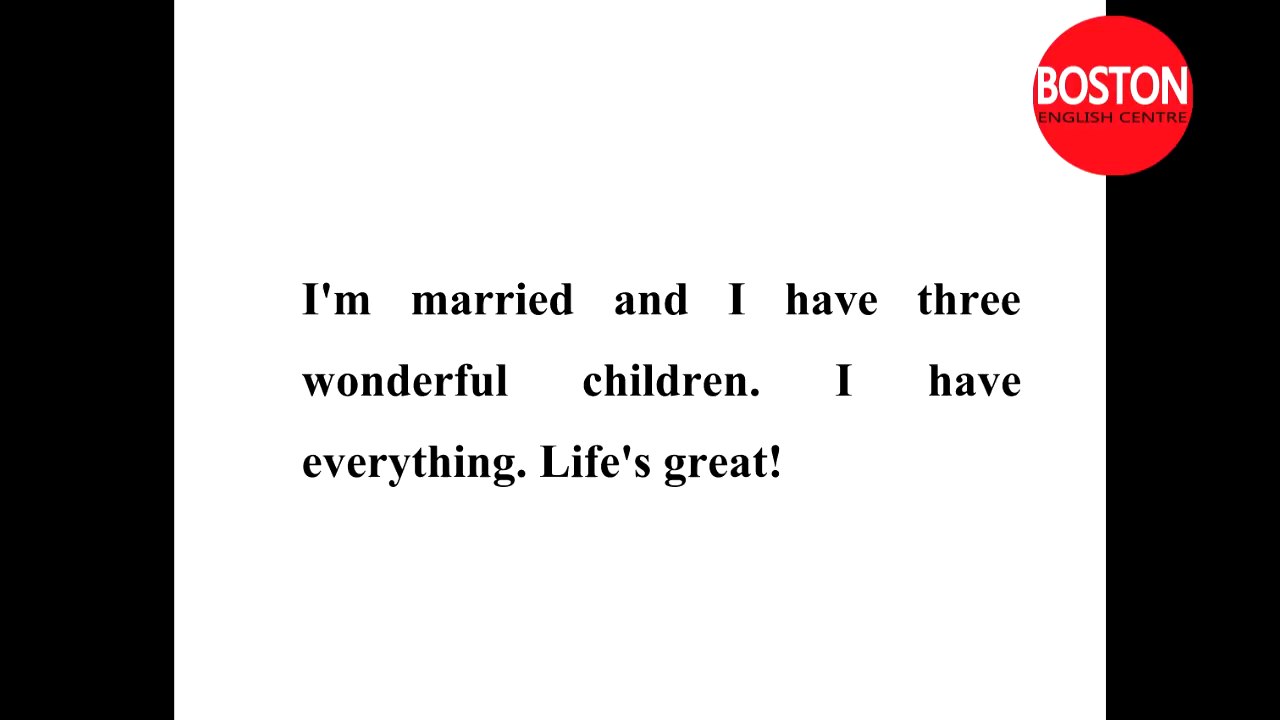 BOSTON
ENGLISH CENTRE
I'm married and I have three
wonderful children. I have
everything. Life's great!